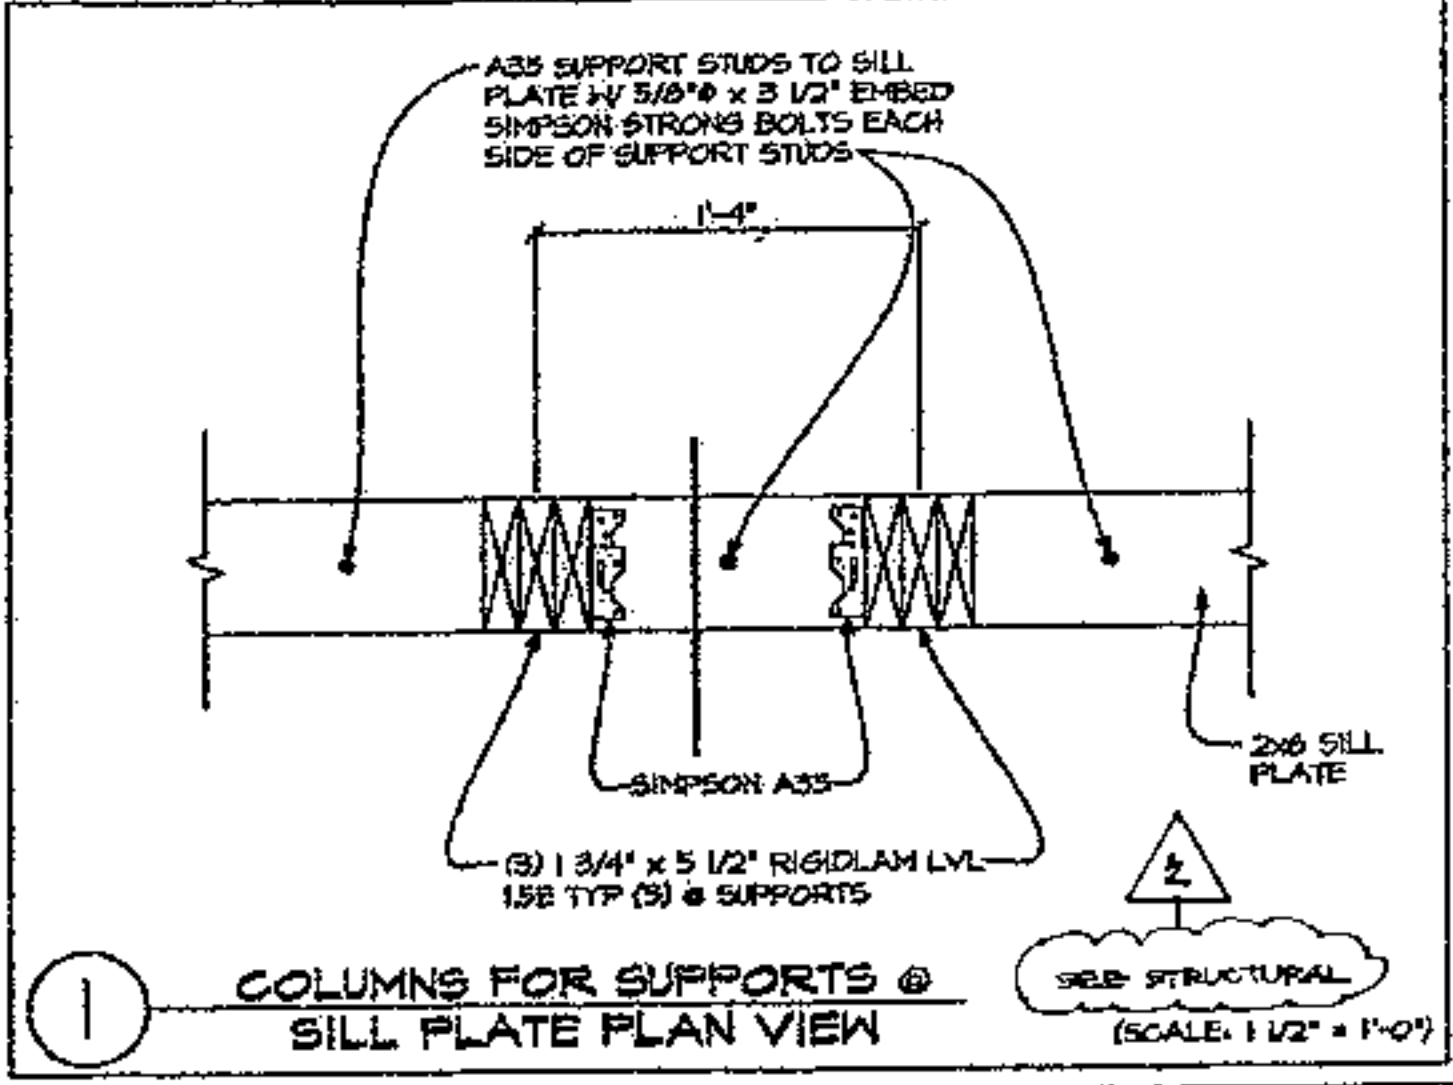 A35 SUPPORT STUDS TO SILL
PLATE W/ 5/8"Φ x 3 1/2" EMBED
SIMPSON STRONG BOLTS EACH
SIDE OF SUPPORT STUDS
1'-4"
SIMPSON A35
2x6 SILL
PLATE
(3) 1 3/4" x 5 1/2" RIGIDLAM LVL
1.5E TYP (3) @ SUPPORTS
2
SEE STRUCTURAL
1
COLUMNS FOR SUPPORTS @
SILL PLATE PLAN VIEW
(SCALE: 1 1/2" = 1'-0")